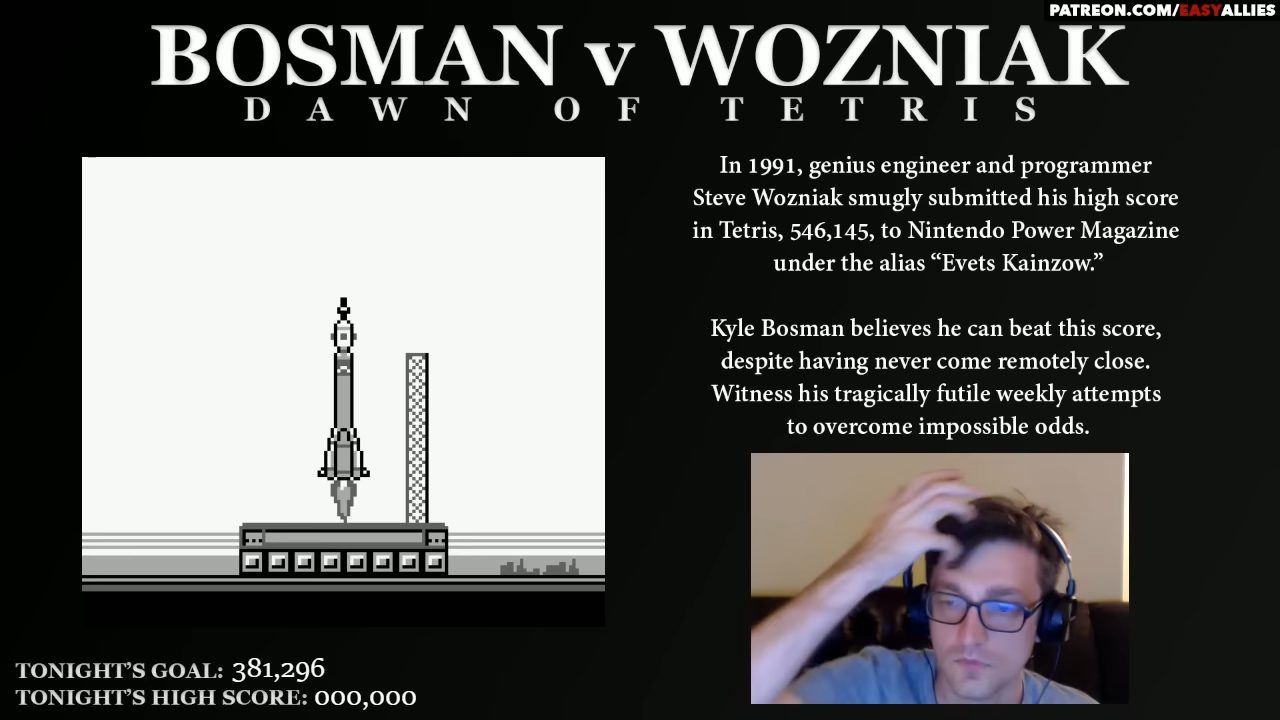 PATREON.COM/EASYALLIES
BOSMAN v WOZNIAK
DAWN OF TETRIS
In 1991, genius engineer and programmer
Steve Wozniak smugly submitted his high score
in Tetris, 546,145, to Nintendo Power Magazine
under the alias “Evets Kainzow.”
Kyle Bosman believes he can beat this score,
despite having never come remotely close.
Witness his tragically futile weekly attempts
to overcome impossible odds.
TONIGHT’S GOAL: 381,296
TONIGHT’S HIGH SCORE: 000,000